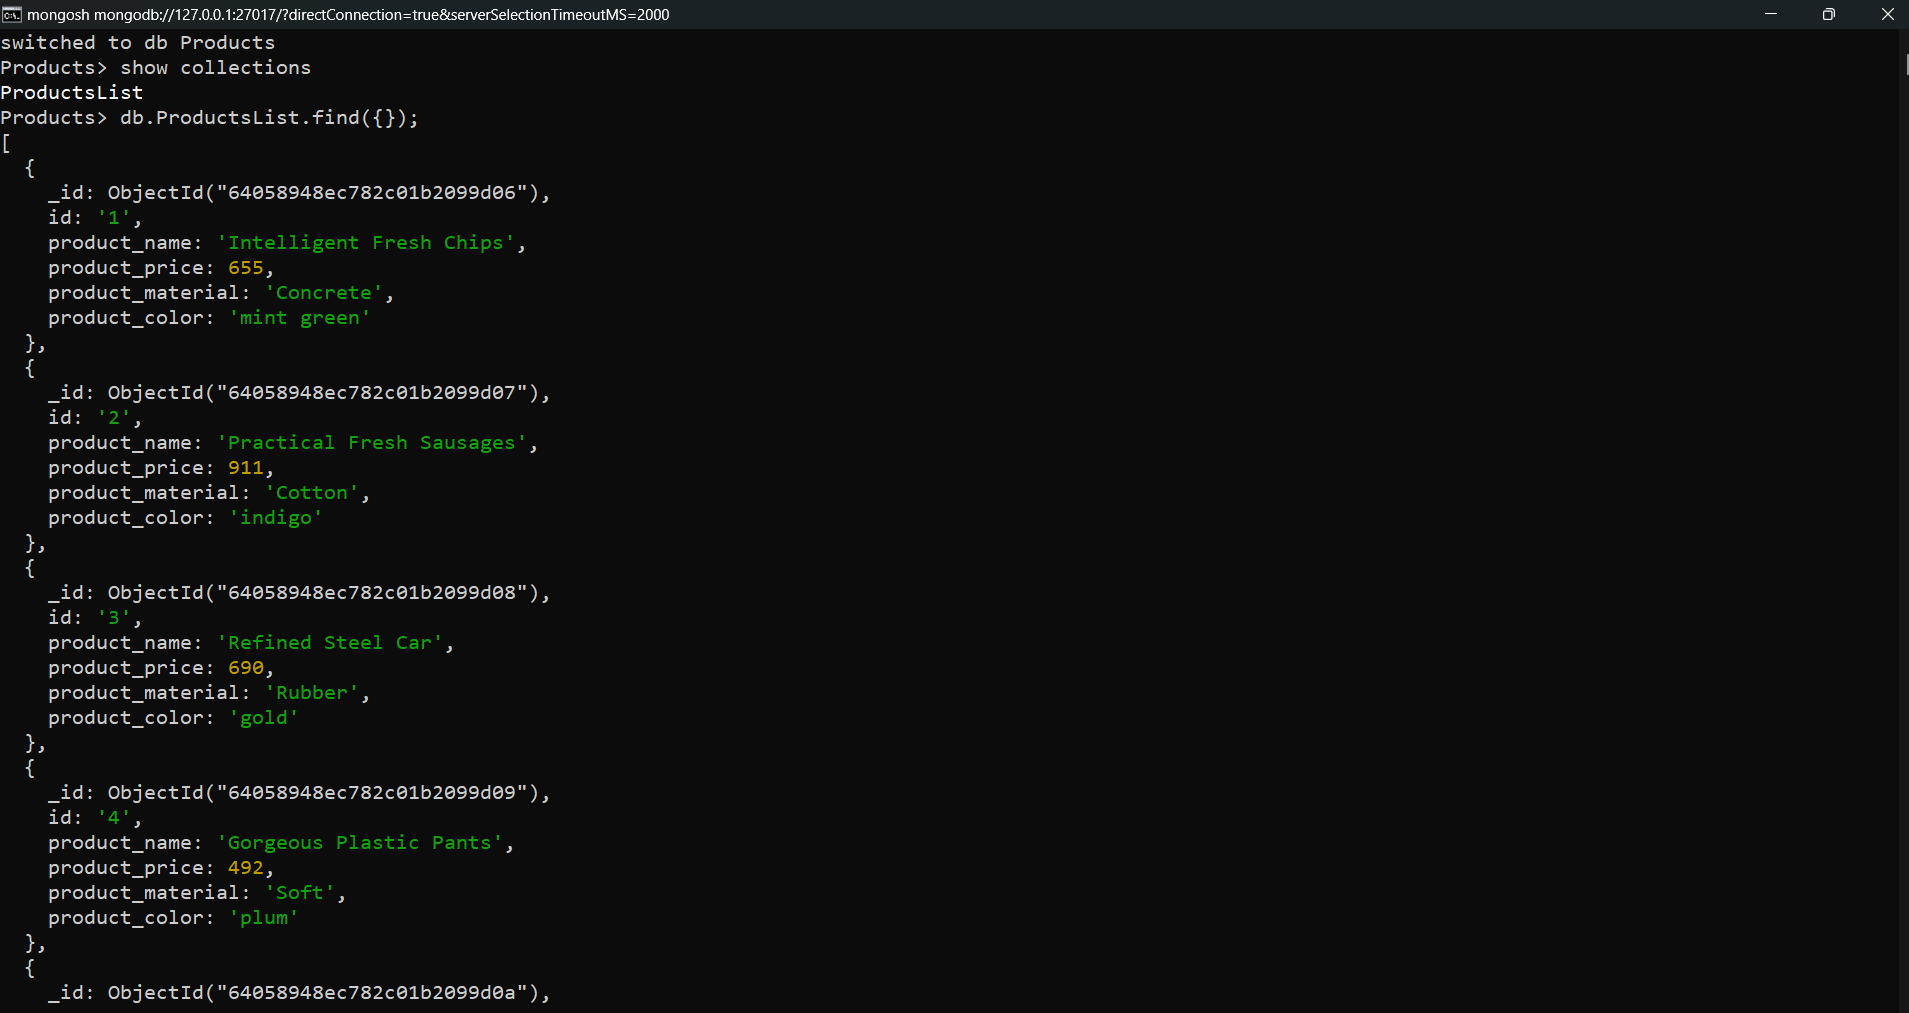 mongosh mongodb://127.0.0.1:27017/?directConnection=true&serverSelectionTimeoutMS=2000
switched to db Products
Products> show collections
ProductsList
Products> db.ProductsList.find({});
[
  {
    _id: ObjectId("64058948ec782c01b2099d06"),
    id: '1',
    product_name: 'Intelligent Fresh Chips',
    product_price: 655,
    product_material: 'Concrete',
    product_color: 'mint green'
  },
  {
    _id: ObjectId("64058948ec782c01b2099d07"),
    id: '2',
    product_name: 'Practical Fresh Sausages',
    product_price: 911,
    product_material: 'Cotton',
    product_color: 'indigo'
  },
  {
    _id: ObjectId("64058948ec782c01b2099d08"),
    id: '3',
    product_name: 'Refined Steel Car',
    product_price: 690,
    product_material: 'Rubber',
    product_color: 'gold'
  },
  {
    _id: ObjectId("64058948ec782c01b2099d09"),
    id: '4',
    product_name: 'Gorgeous Plastic Pants',
    product_price: 492,
    product_material: 'Soft',
    product_color: 'plum'
  },
  {
    _id: ObjectId("64058948ec782c01b2099d0a"),